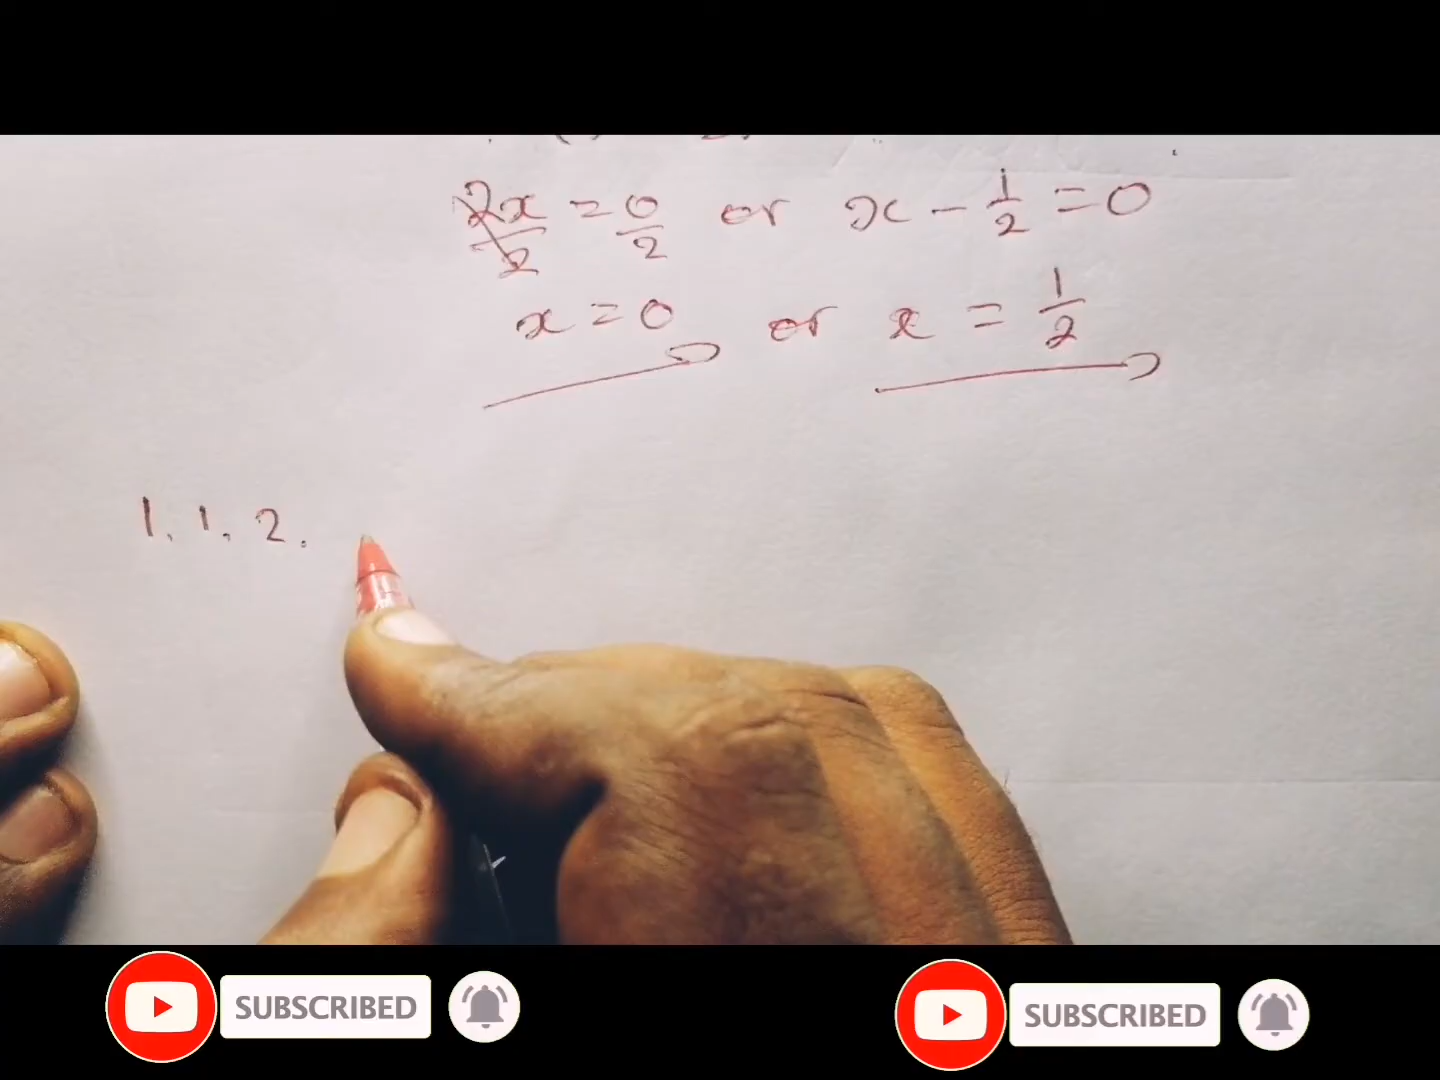 2x/2 = 0/2 or x - 1/2 = 0
x = 0 or x = 1/2
1.1.2.
SUBSCRIBED
SUBSCRIBED